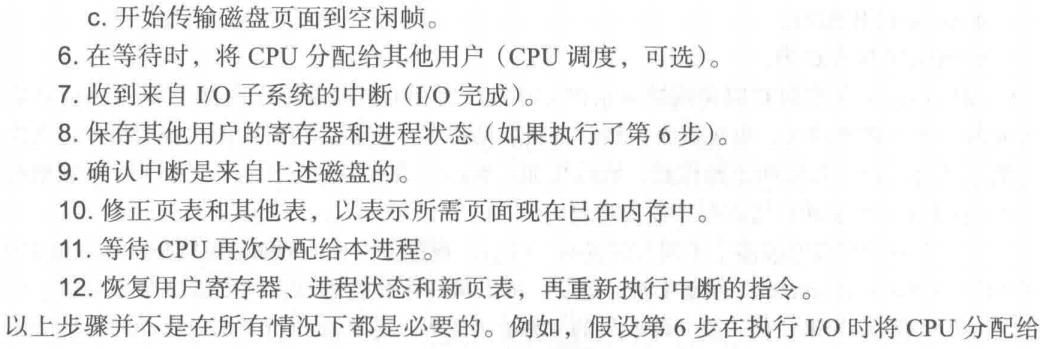 c. 开始传输磁盘页面到空闲帧。
6. 在等待时，将 CPU 分配给其他用户（CPU 调度，可选）。
7. 收到来自 I/O 子系统的中断（I/O 完成）。
8. 保存其他用户的寄存器和进程状态（如果执行了第 6 步）。
9. 确认中断是来自上述磁盘的。
10. 修正页表和其他表，以表示所需页面现在已在内存中。
11. 等待 CPU 再次分配给本进程。
12. 恢复用户寄存器、进程状态和新页表，再重新执行中断的指令。
以上步骤并不是在所有情况下都是必要的。例如，假设第 6 步在执行 I/O 时将 CPU 分配给